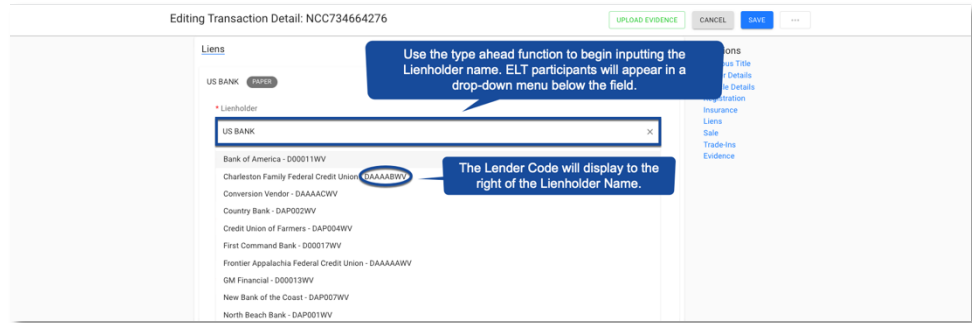 Editing Transaction Detail: NCC734664276
UPLOAD EVIDENCE
CANCEL
SAVE
...
Liens
Use the type ahead function to begin inputting the
Lienholder name. ELT participants will appear in a
drop-down menu below the field.
US BANK PAPER
* Lienholder
US BANK
Bank of America - D00011WV
Charleston Family Federal Credit Union - DAAAABWV
The Lender Code will display to the
right of the Lienholder Name.
Conversion Vendor - DAAAACWV
Country Bank - DAP002WV
Credit Union of Farmers - DAP004WV
First Command Bank - D00017WV
Frontier Appalachia Federal Credit Union - DAAAAAWV
GM Financial - D00013WV
New Bank of the Coast - DAP007WV
North Beach Bank - DAP001WV
Title
Details
Details
Registration
Insurance
Liens
Sale
Trade-Ins
Evidence